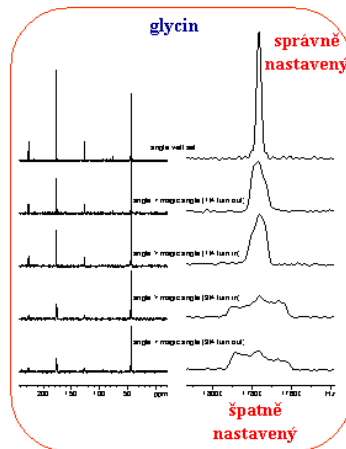 glycin
správně
nastavený
angle well set
angle > magic angle (1/4 turn out)
angle > magic angle (1/4 turn in)
angle > magic angle (3/4 turn in)
angle > magic angle (3/4 turn out)
200 150 100 50 ppm
Hz
špatně
nastavený